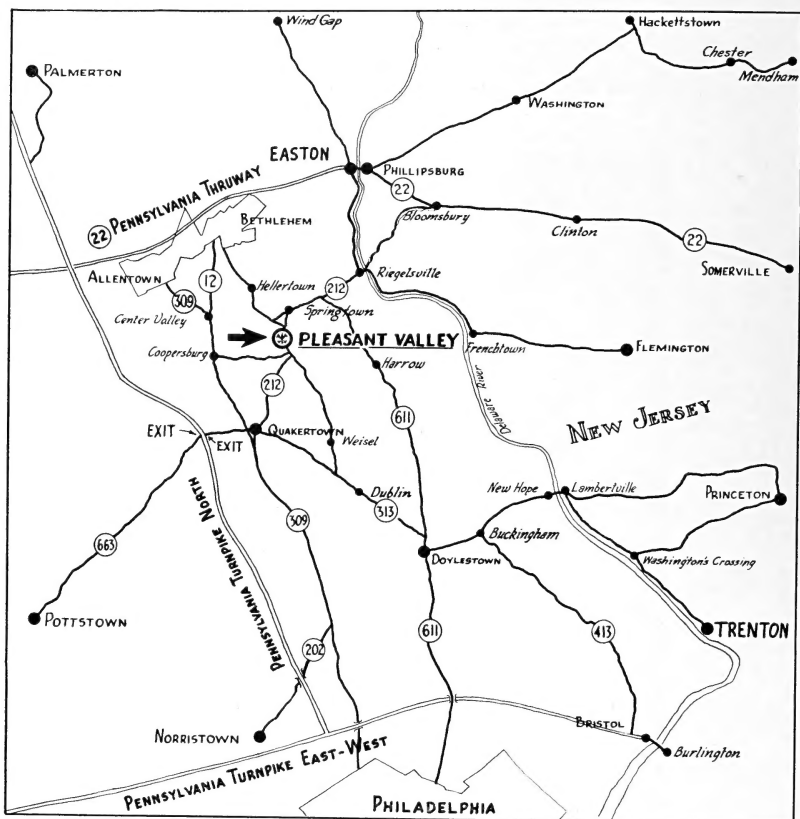 Wind Gap
Hackettstown
Chester
Mendham
PALMERTON
WASHINGTON
EASTON
PHILLIPSBURG
22
22 PENNSYLVANIA THRUWAY
BETHLEHEM
Bloomsbury
Clinton
22
SOMERVILLE
ALLENTOWN
309
12
Hellertown
212
Riegelsville
Springtown
Center Valley
PLEASANT VALLEY
Coopersburg
Harrow
Frenchtown
FLEMINGTON
212
611
Delaware River
NEW JERSEY
EXIT
EXIT
QUAKERTOWN
Weisel
Dublin
313
New Hope
Lambertville
PRINCETON
309
Buckingham
663
DOYLESTOWN
Washington's Crossing
PENNSYLVANIA TURNPIKE NORTH
POTTSTOWN
611
413
TRENTON
202
NORRISTOWN
BRISTOL
Burlington
PENNSYLVANIA TURNPIKE EAST-WEST
PHILADELPHIA